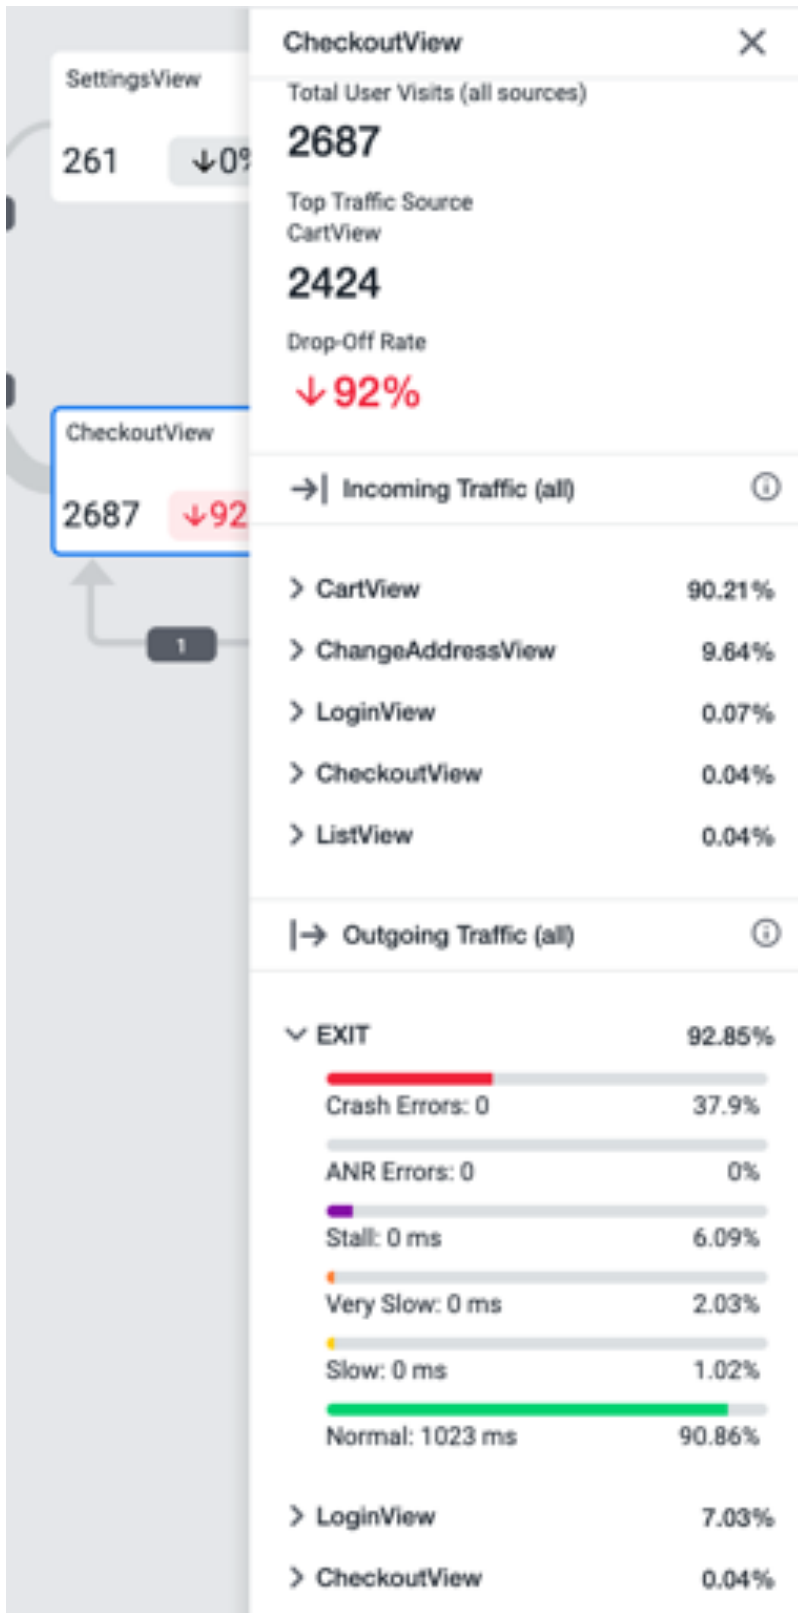 SettingsView
261 ↓0%
CheckoutView
2687 ↓92
1
CheckoutView
Total User Visits (all sources)
2687
Top Traffic Source
CartView
2424
Drop-Off Rate
↓92%
Incoming Traffic (all)
CartView 90.21%
ChangeAddressView 9.64%
LoginView 0.07%
CheckoutView 0.04%
ListView 0.04%
Outgoing Traffic (all)
EXIT 92.85%
Crash Errors: 0 37.9%
ANR Errors: 0 0%
Stall: 0 ms 6.09%
Very Slow: 0 ms 2.03%
Slow: 0 ms 1.02%
Normal: 1023 ms 90.86%
LoginView 7.03%
CheckoutView 0.04%